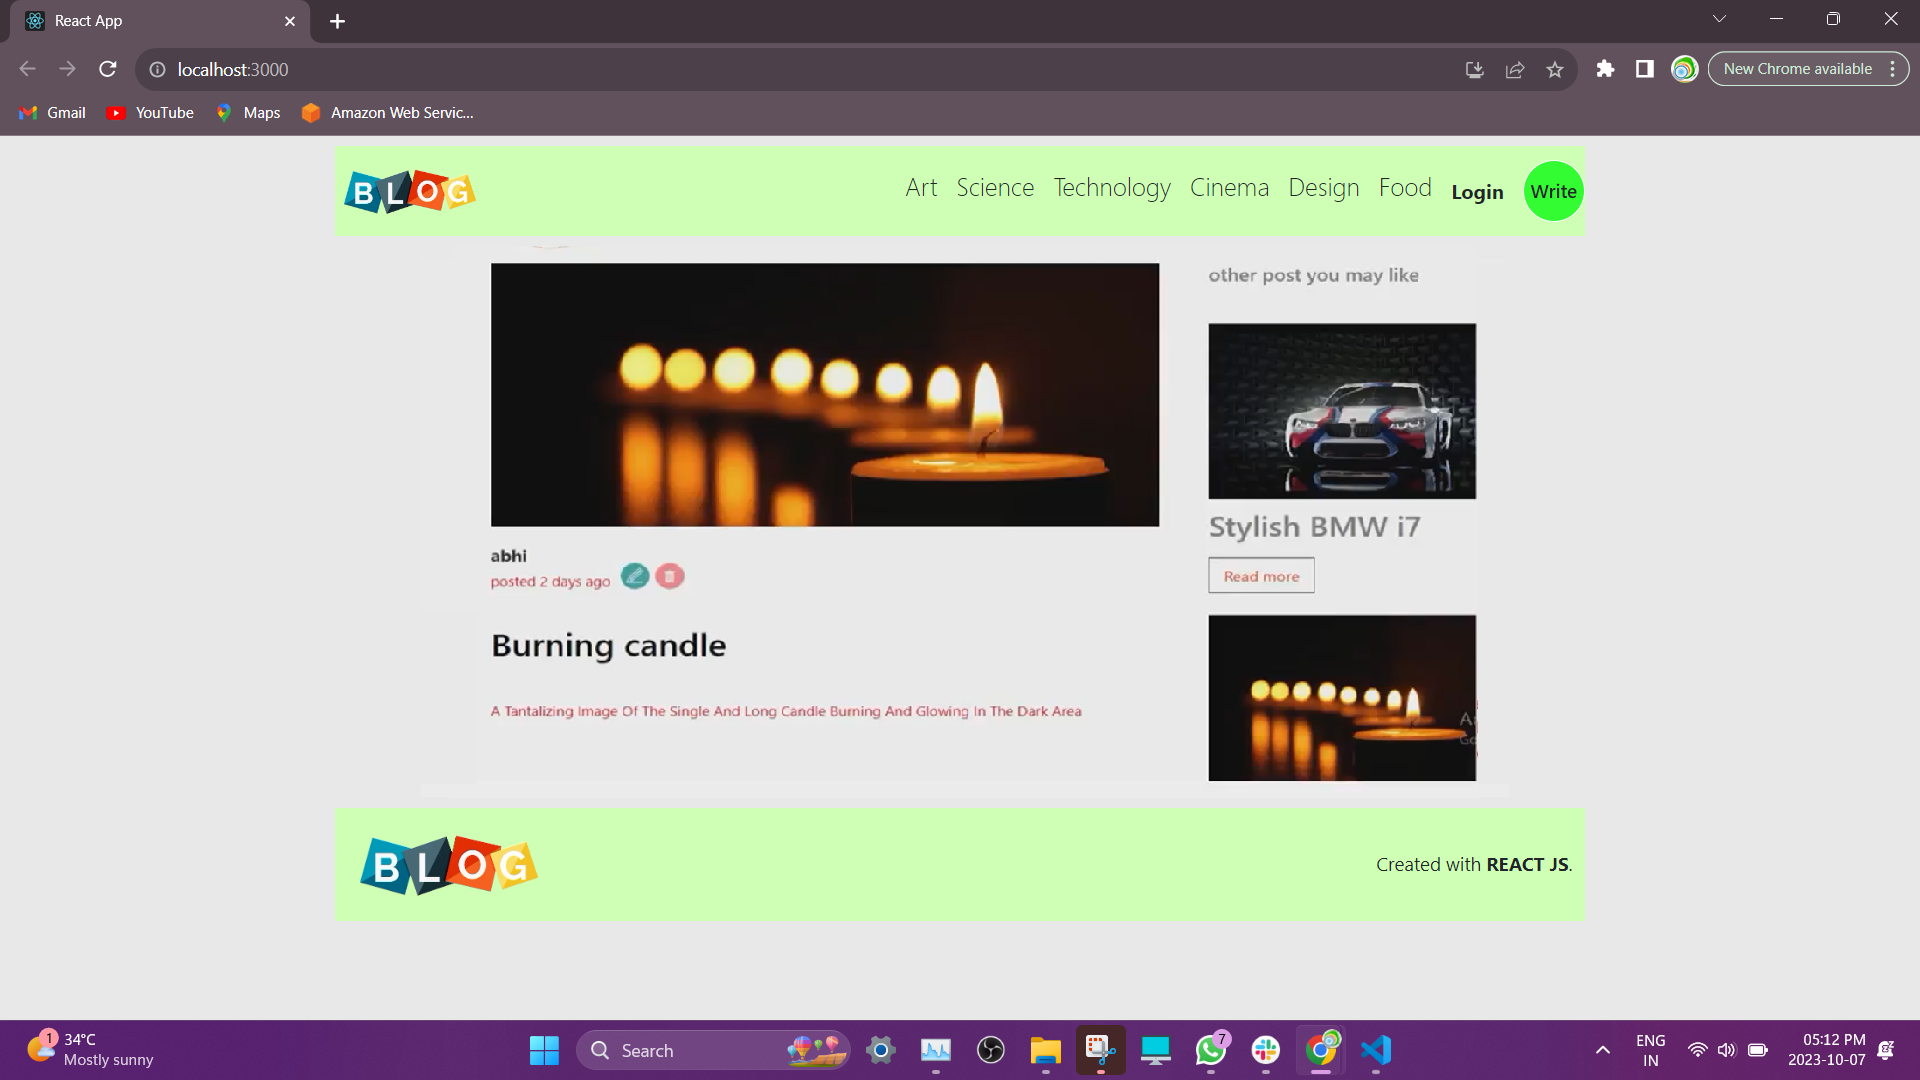 React App
localhost:3000
New Chrome available
Gmail YouTube Maps Amazon Web Servic...
BLOG Art Science Technology Cinema Design Food Login Write
other post you may like
abhi
posted 2 days ago
Stylish BMW i7
Read more
Burning candle
A Tantalizing Image Of The Single And Long Candle Burning And Glowing In The Dark Area
BLOG
Created with REACT JS.
1
34°C
Mostly sunny
Search
7
ENG
IN
05:12 PM
2023-10-07